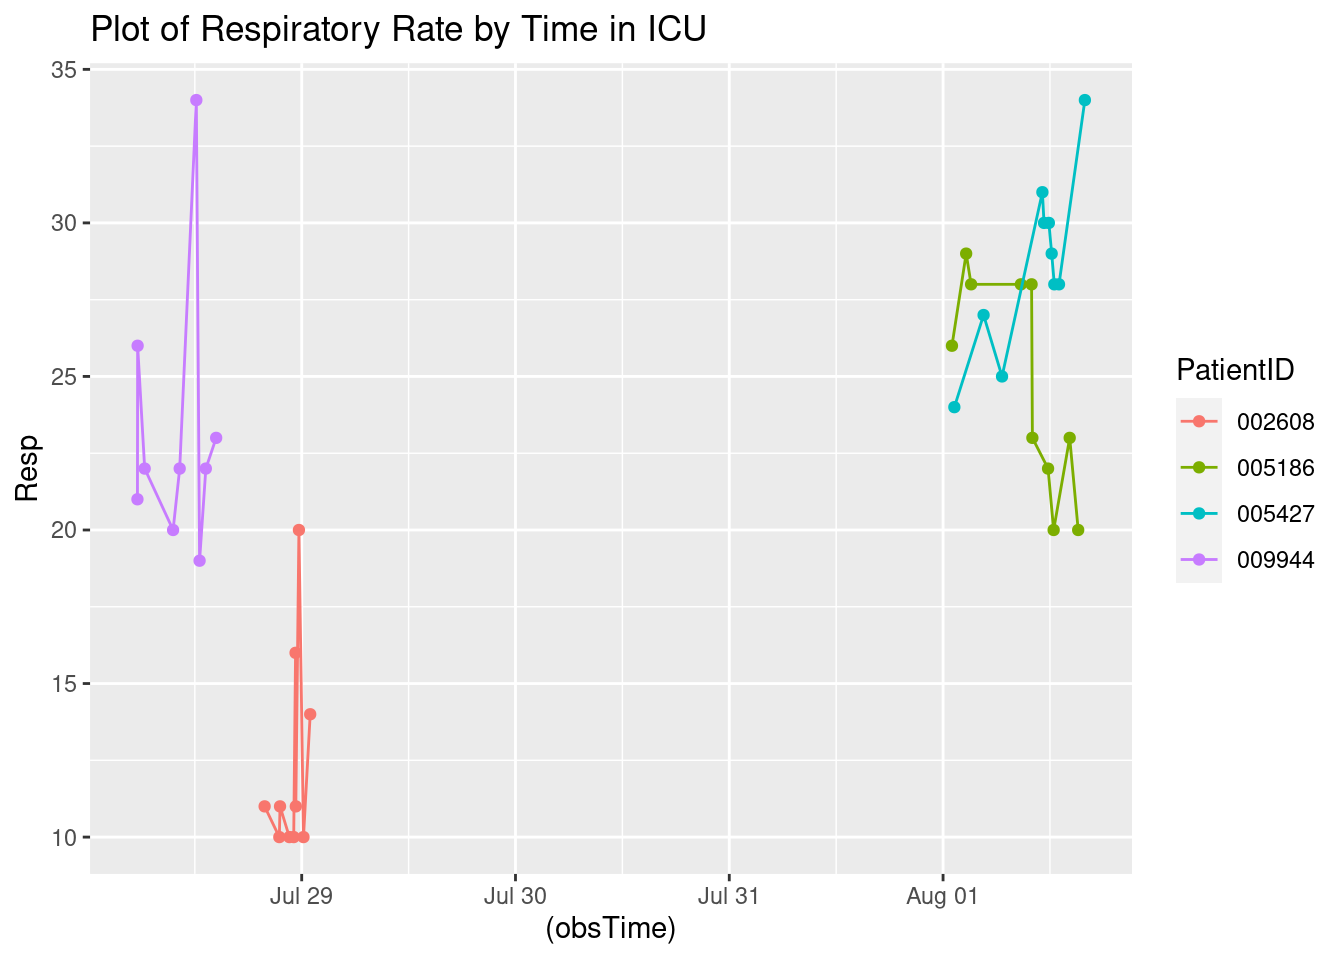 Plot of Respiratory Rate by Time in ICU
35
30
25
20
15
10
Resp
Jul 29
Jul 30
Jul 31
Aug 01
(obsTime)
PatientID
002608
005186
005427
009944